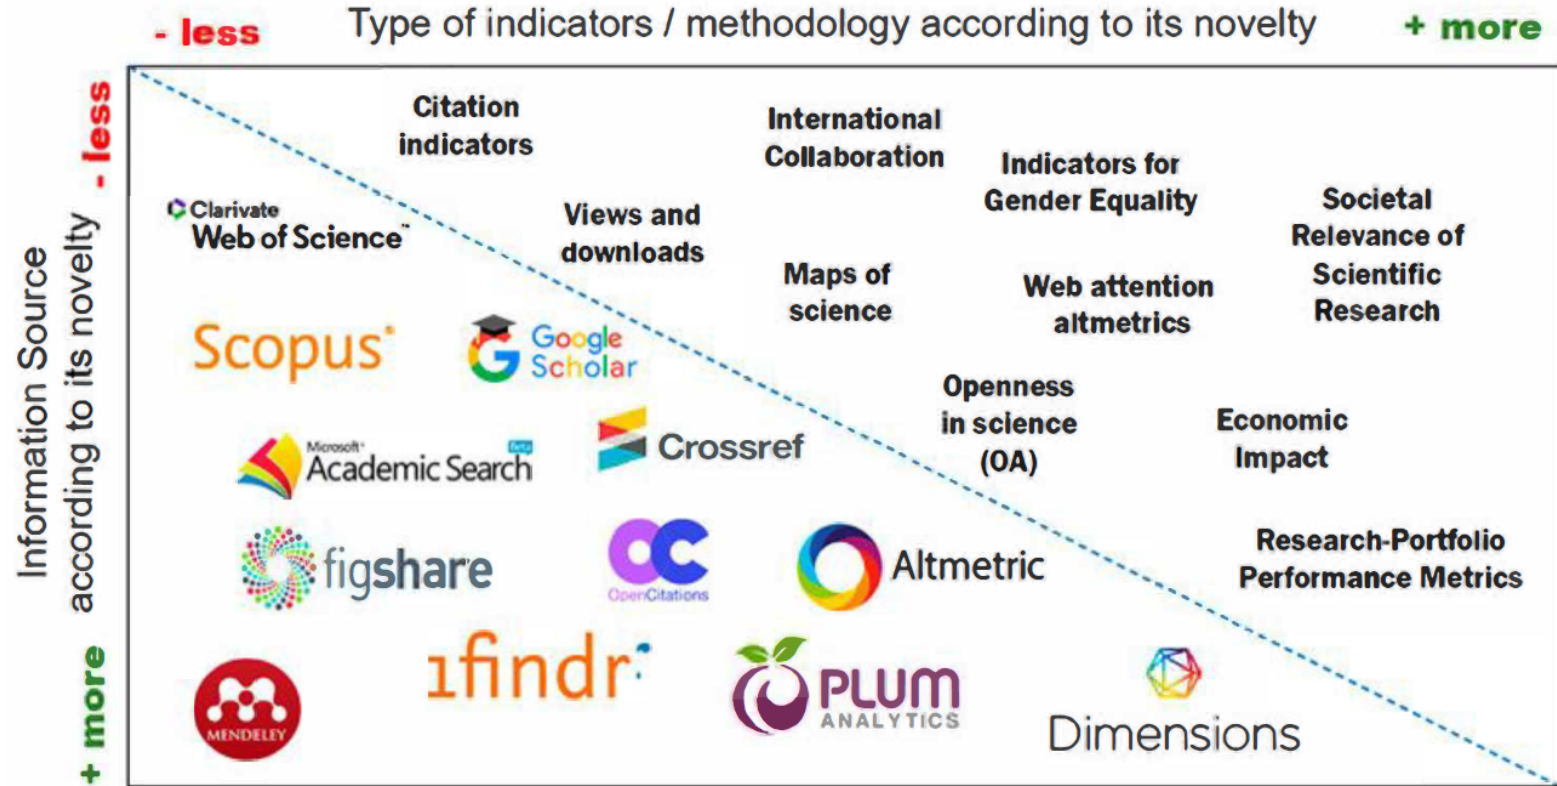 - less
Type of indicators / methodology according to its novelty
+ more
- less
Information Source
according to its novelty
+ more
Citation
indicators
International
Collaboration
Indicators for
Gender Equality
Societal
Relevance of
Scientific
Research
Views and
downloads
Maps of
science
Web attention
altmetrics
Openness
in science
(OA)
Economic
Impact
Research-Portfolio
Performance Metrics
Clarivate
Web of Science™
Scopus®
Google
Scholar
Microsoft®
Academic Search
Beta
Crossref
figshare
OC
OpenCitations
Altmetric
MENDELEY
1findr
PLUM
ANALYTICS
Dimensions